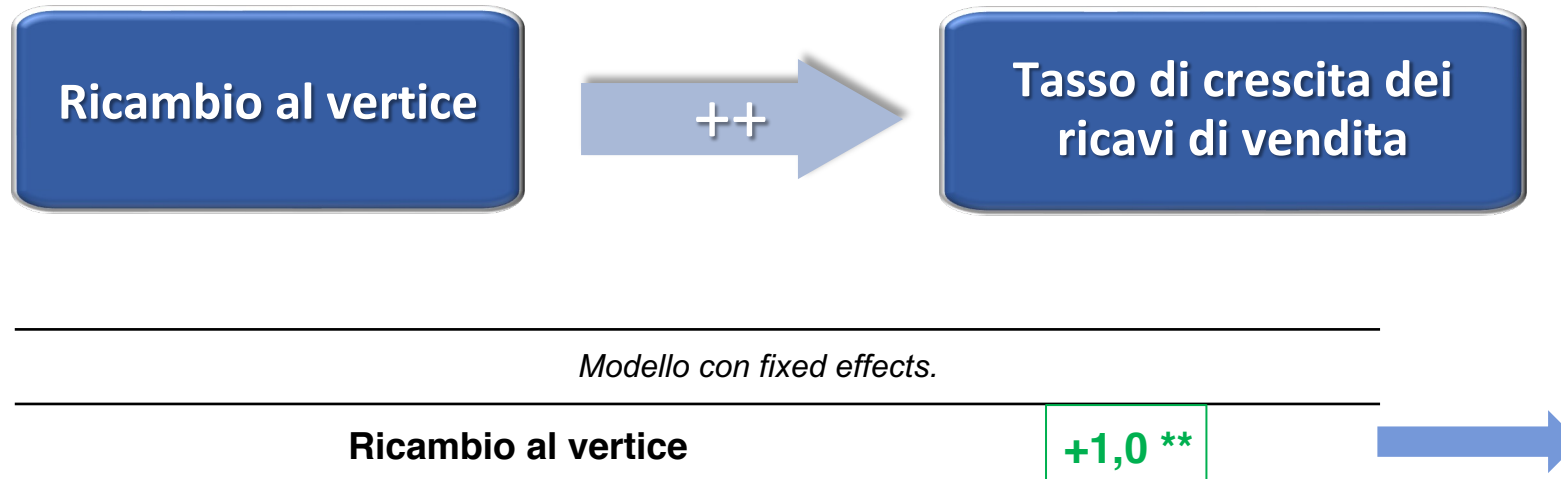 Ricambio al vertice
++
Tasso di crescita dei
ricavi di vendita
Modello con fixed effects.
Ricambio al vertice +1,0 **